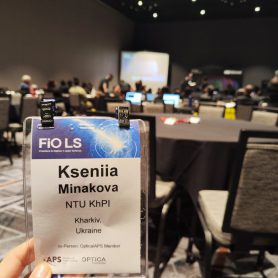 FiO LS
Kseniia
Minakova
NTU KhPI
Kharkiv,
Ukraine
In-Person: Optica/APS Member
APS OPTICA